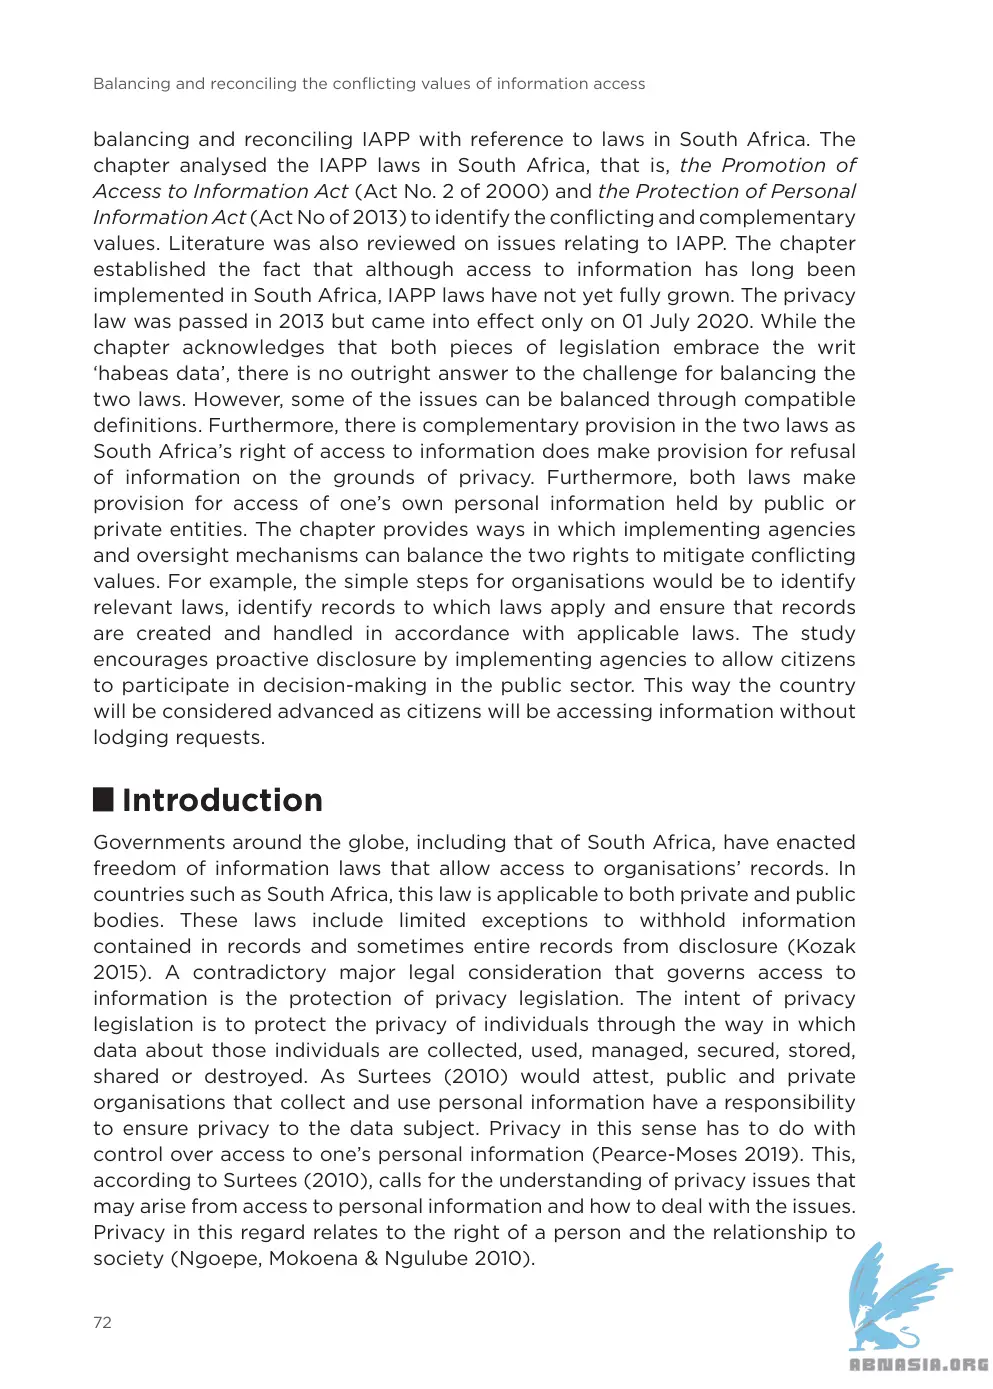 Balancing and reconciling the conflicting values of information access
balancing and reconciling IAPP with reference to laws in South Africa. The
chapter analysed the IAPP laws in South Africa, that is, the Promotion of
Access to Information Act (Act No. 2 of 2000) and the Protection of Personal
Information Act (Act No of 2013) to identify the conflicting and complementary
values. Literature was also reviewed on issues relating to IAPP. The chapter
established the fact that although access to information has long been
implemented in South Africa, IAPP laws have not yet fully grown. The privacy
law was passed in 2013 but came into effect only on 01 July 2020. While the
chapter acknowledges that both pieces of legislation embrace the writ
‘habeas data’, there is no outright answer to the challenge for balancing the
two laws. However, some of the issues can be balanced through compatible
definitions. Furthermore, there is complementary provision in the two laws as
South Africa’s right of access to information does make provision for refusal
of information on the grounds of privacy. Furthermore, both laws make
provision for access of one’s own personal information held by public or
private entities. The chapter provides ways in which implementing agencies
and oversight mechanisms can balance the two rights to mitigate conflicting
values. For example, the simple steps for organisations would be to identify
relevant laws, identify records to which laws apply and ensure that records
are created and handled in accordance with applicable laws. The study
encourages proactive disclosure by implementing agencies to allow citizens
to participate in decision-making in the public sector. This way the country
will be considered advanced as citizens will be accessing information without
lodging requests.
Introduction
Governments around the globe, including that of South Africa, have enacted
freedom of information laws that allow access to organisations’ records. In
countries such as South Africa, this law is applicable to both private and public
bodies. These laws include limited exceptions to withhold information
contained in records and sometimes entire records from disclosure (Kozak
2015). A contradictory major legal consideration that governs access to
information is the protection of privacy legislation. The intent of privacy
legislation is to protect the privacy of individuals through the way in which
data about those individuals are collected, used, managed, secured, stored,
shared or destroyed. As Surtees (2010) would attest, public and private
organisations that collect and use personal information have a responsibility
to ensure privacy to the data subject. Privacy in this sense has to do with
control over access to one’s personal information (Pearce-Moses 2019). This,
according to Surtees (2010), calls for the understanding of privacy issues that
may arise from access to personal information and how to deal with the issues.
Privacy in this regard relates to the right of a person and the relationship to
society (Ngoepe, Mokoena & Ngulube 2010).
72
ABNASIA.ORG